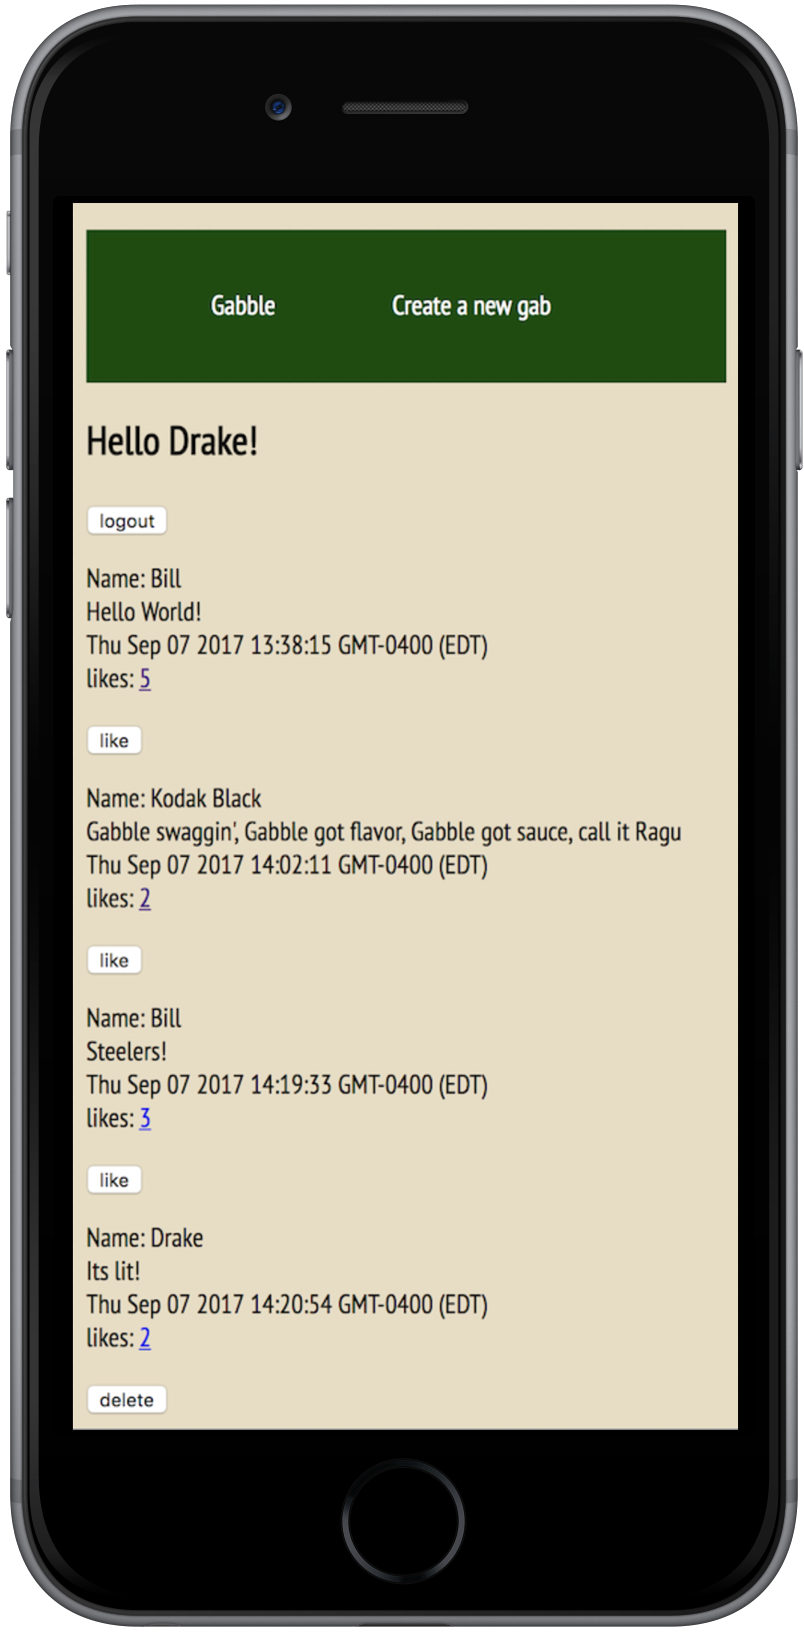 Gabble Create a new gab
Hello Drake!
logout
Name: Bill
Hello World!
Thu Sep 07 2017 13:38:15 GMT-0400 (EDT)
likes: 5
like
Name: Kodak Black
Gabble swaggin', Gabble got flavor, Gabble got sauce, call it Ragu
Thu Sep 07 2017 14:02:11 GMT-0400 (EDT)
likes: 2
like
Name: Bill
Steelers!
Thu Sep 07 2017 14:19:33 GMT-0400 (EDT)
likes: 3
like
Name: Drake
Its lit!
Thu Sep 07 2017 14:20:54 GMT-0400 (EDT)
likes: 2
delete